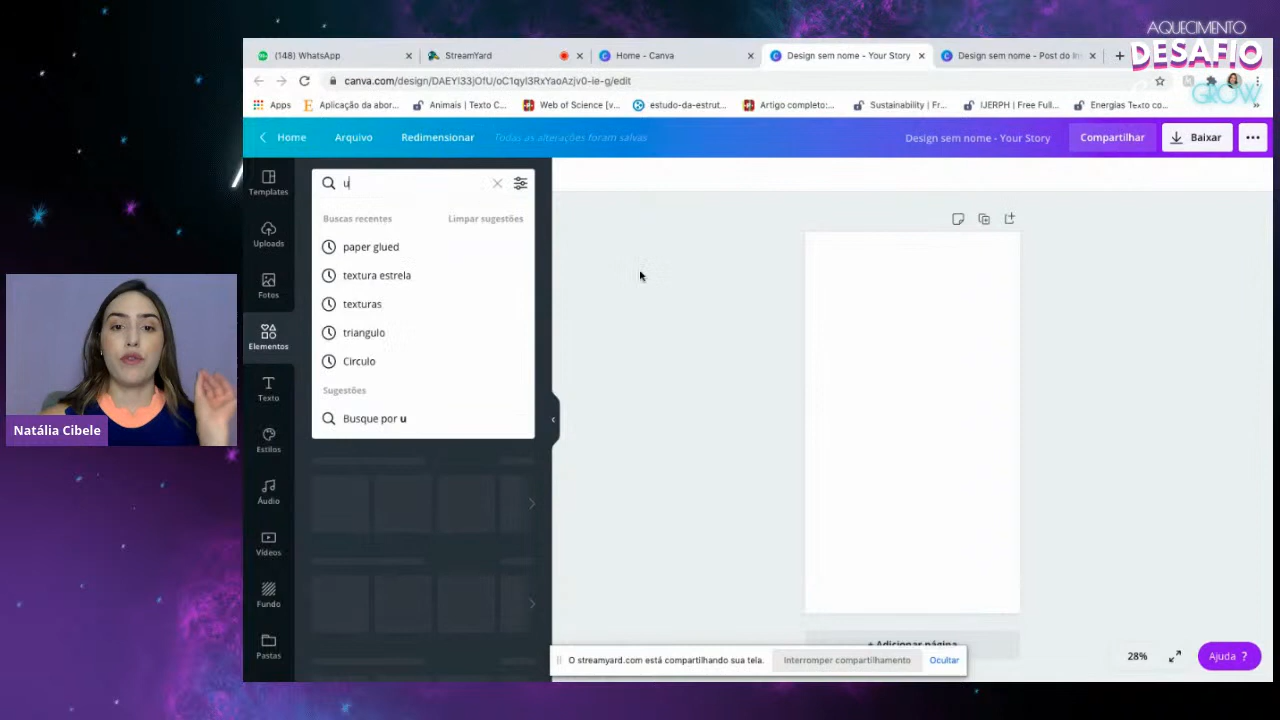 AQUECIMENTO
DESAFIO
GROW
(148) WhatsApp
StreamYard
Home - Canva
Design sem nome - Your Story
Design sem nome - Post do In
canva.com/design/DAEYI33JOfU/oC1qyl3RxYaoAzjv0-ie-g/edit
Apps
Aplicação da abor...
Animais | Texto C...
Web of Science [v...
estudo-da-estrut...
Artigo completo:...
Sustainability | Fr...
IJERPH | Free Full...
Energias Texto co...
Home
Arquivo
Redimensionar
Todas as alterações foram salvas
Design sem nome - Your Story
Compartilhar
Baixar
Templates
Uploads
Fotos
Elementos
Texto
Estilos
Áudio
Vídeos
Fundo
Pastas
u
Buscas recentes
Limpar sugestões
paper glued
textura estrela
texturas
triangulo
Circulo
Sugestões
Busque por u
+ Adicionar página
O streamyard.com está compartilhando sua tela.
Interromper compartilhamento
Ocultar
28%
Ajuda ?
Natália Cibele